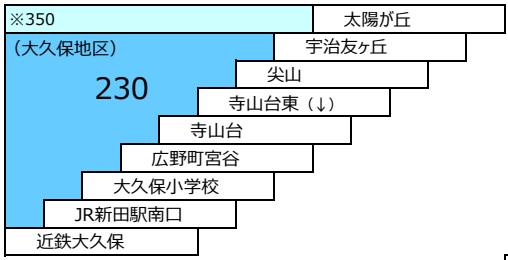 ※350 太陽が丘
（大久保地区） 宇治友ヶ丘
尖山
230
寺山台東（↓）
寺山台
広野町宮谷
大久保小学校
JR新田駅南口
近鉄大久保